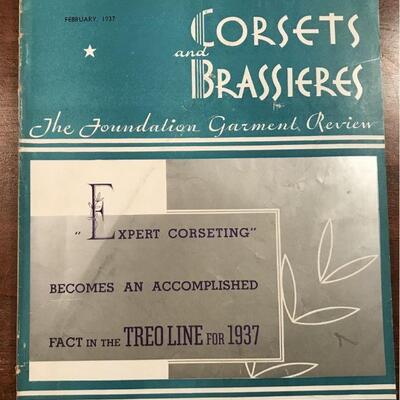 FEBRUARY, 1937
CORSETS
and
BRASSIERES
The Foundation Garment Review
"EXPERT CORSETING"
BECOMES AN ACCOMPLISHED
FACT IN THE TREO LINE FOR 1937